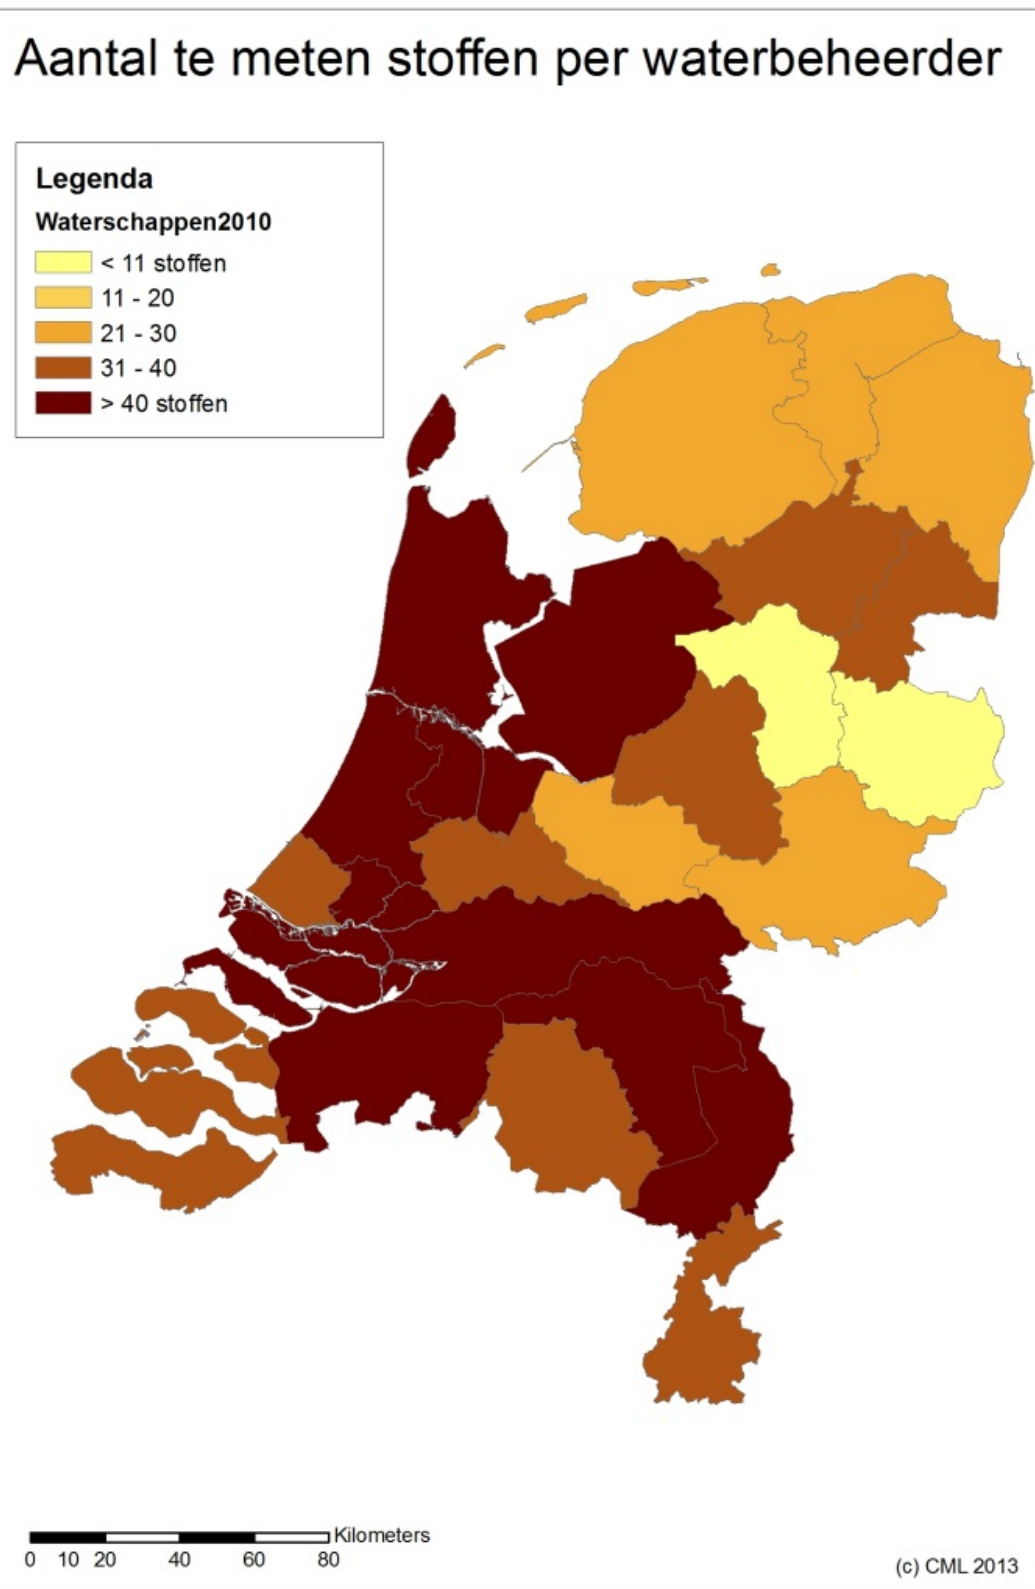 Aantal te meten stoffen per waterbeheerder
Legenda
Waterschappen2010
< 11 stoffen
11 - 20
21 - 30
31 - 40
> 40 stoffen
Kilometers
0 10 20 40 60 80
(c) CML 2013